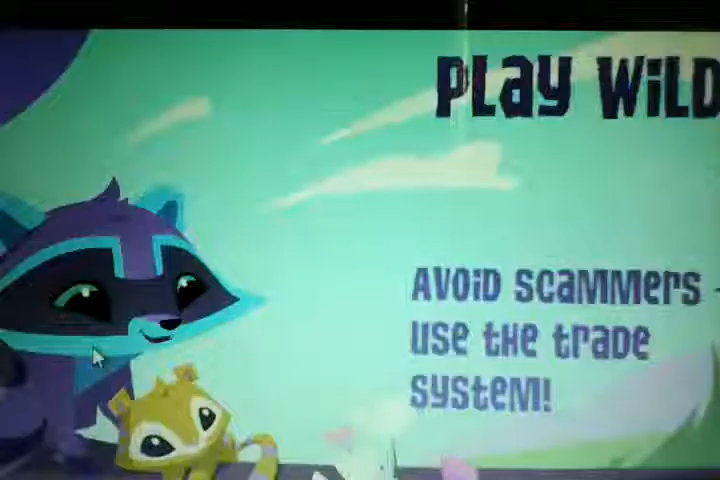 PLAY WiLD
AVOiD SCAMMERS -
USE THE TRADE
SYSTEM!